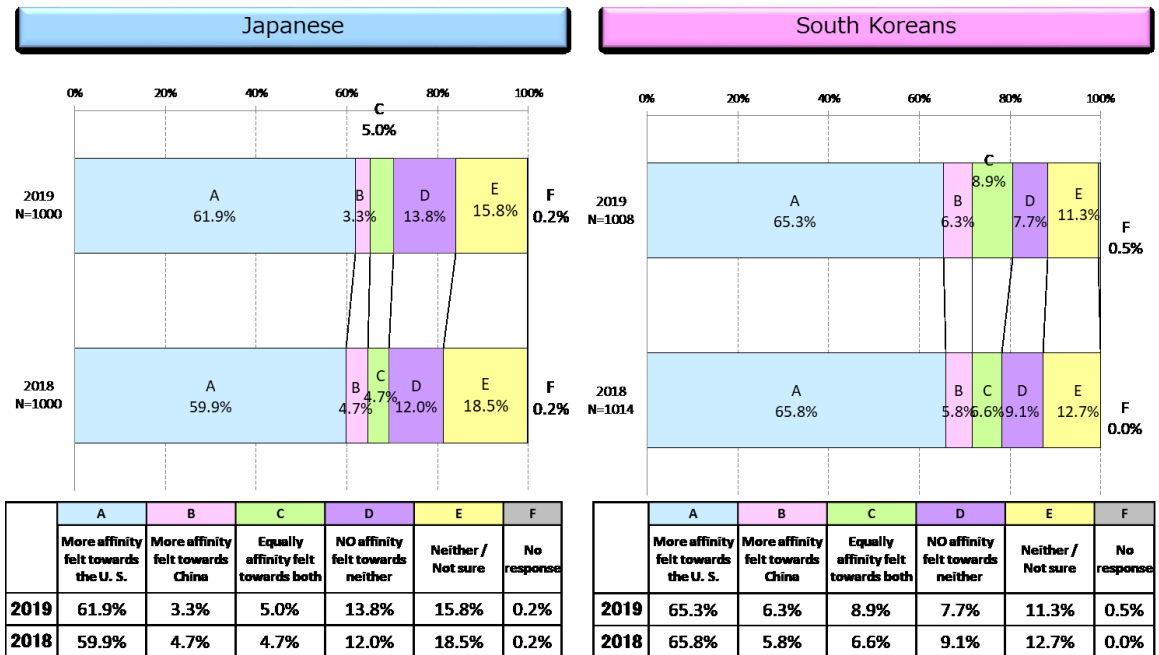 Japanese
0% 20% 40% 60% 80% 100%
C
5.0%
2019
N=1000
A
61.9%
B
3.3%
D
13.8%
E
15.8%
F
0.2%
2018
N=1000
A
59.9%
B
4.7%
C
4.7%
D
12.0%
E
18.5%
F
0.2%
A B C D E F
More affinity felt towards the U. S.
More affinity felt towards China
Equally affinity felt towards both
NO affinity felt towards neither
Neither / Not sure
No response
2019 61.9% 3.3% 5.0% 13.8% 15.8% 0.2%
2018 59.9% 4.7% 4.7% 12.0% 18.5% 0.2%
South Koreans
0% 20% 40% 60% 80% 100%
2019
N=1008
A
65.3%
B
6.3%
C
8.9%
D
7.7%
E
11.3%
F
0.5%
2018
N=1014
A
65.8%
B
5.8%
C
6.6%
D
9.1%
E
12.7%
F
0.0%
A B C D E F
More affinity felt towards the U. S.
More affinity felt towards China
Equally affinity felt towards both
NO affinity felt towards neither
Neither / Not sure
No response
2019 65.3% 6.3% 8.9% 7.7% 11.3% 0.5%
2018 65.8% 5.8% 6.6% 9.1% 12.7% 0.0%